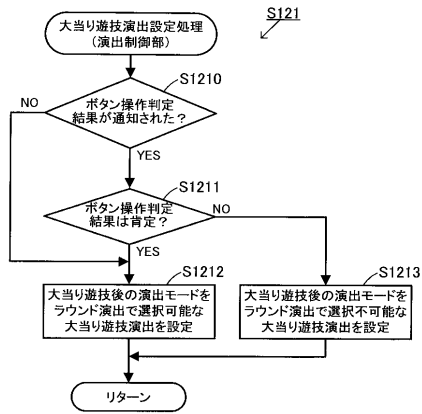 大当り遊技演出設定処理
(演出制御部)
S121
S1210
ボタン操作判定
結果が通知された？
NO
YES
S1211
ボタン操作判定
結果は肯定？
NO
YES
S1212
大当り遊技後の演出モードを
ラウンド演出で選択可能な
大当り遊技演出を設定
S1213
大当り遊技後の演出モードを
ラウンド演出で選択不可能な
大当り遊技演出を設定
リターン